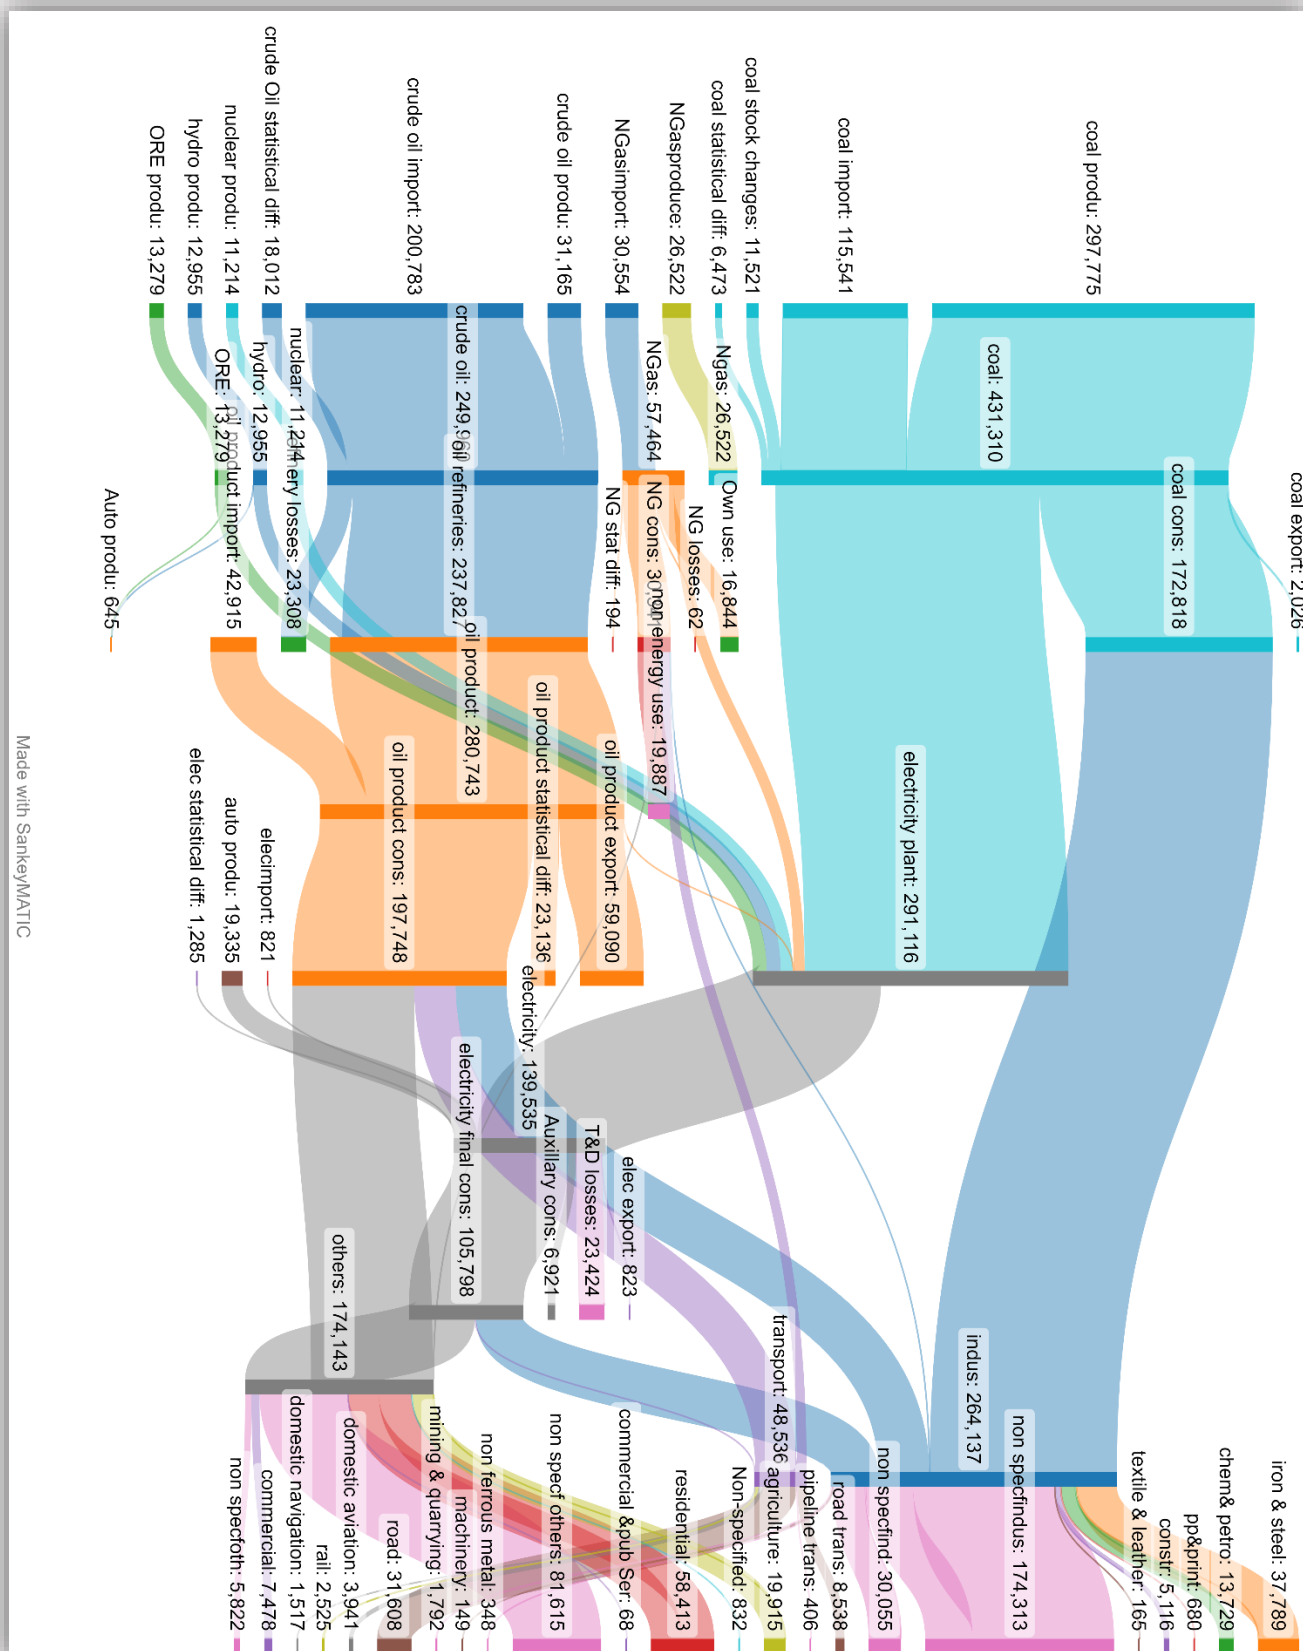 coal produ: 297,775
coal import: 115,541
coal stock changes: 11,521
coal statistical diff: 6,473
NGasproduce: 26,522
NGasimport: 30,554
crude oil produ: 31,165
crude oil import: 200,783
crude Oil statistical diff: 18,012
nuclear produ: 11,214
hydro produ: 12,955
ORE produ: 13,279
coal: 431,310
Ngas: 26,522
NGas: 57,464
crude oil: 249,960
nuclear: 11,214
hydro: 12,955
ORE: 13,279
coal export: 2,026
coal cons: 172,818
Own use: 16,844
NG losses: 62
NG cons: 30,941
NG stat diff: 194
oil refineries: 237,827
refinery losses: 23,308
oil product import: 42,915
Auto produ: 645
non energy use: 19,887
oil product: 280,743
electricity plant: 291,116
oil product export: 59,090
oil product statistical diff: 23,136
oil product cons: 197,748
elecimport: 821
auto produ: 19,335
elec statistical diff: 1,285
electricity: 139,535
elec export: 823
T&D losses: 23,424
Auxillary cons: 6,921
electricity final cons: 105,798
others: 174,143
indus: 264,137
transport: 48,536
iron & steel: 37,789
chem& petro: 13,729
pp&print: 680
constr: 5,116
textile & leather: 165
non specfindus: 174,313
non specfind: 30,055
road trans: 8,538
pipeline trans: 406
agriculture: 19,915
Non-specified: 832
residential: 58,413
commercial &pub Ser: 68
non specf others: 81,615
non ferrous metal: 348
machinery: 149
mining & quarrying: 1,792
road: 31,608
domestic aviation: 3,941
rail: 2,525
domestic navigation: 1,517
commercial: 7,478
non specfoth: 5,822
Made with SankeyMATIC